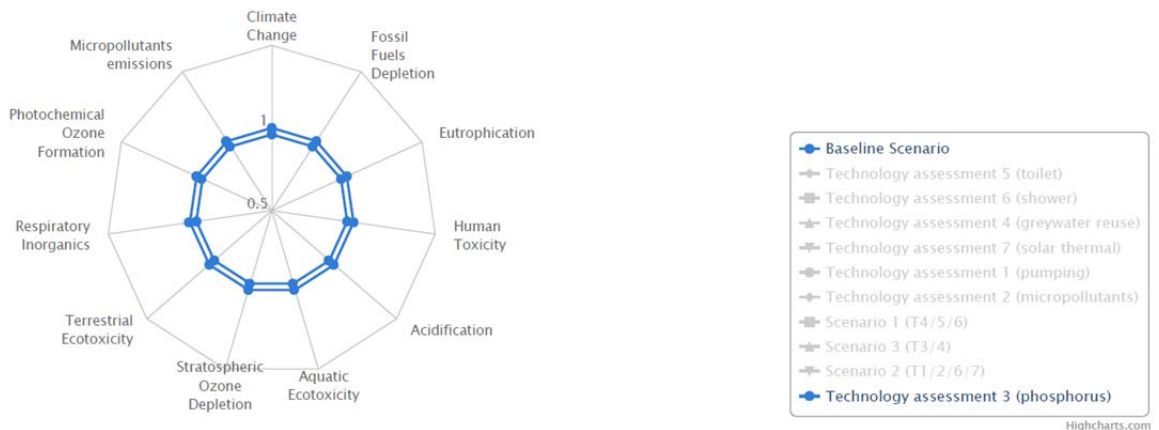 Climate
Change
Fossil
Fuels
Depletion
Eutrophication
Human
Toxicity
Acidification
Aquatic
Ecotoxicity
Stratospheric
Ozone
Depletion
Terrestrial
Ecotoxicity
Respiratory
Inorganics
Photochemical
Ozone
Formation
Micropollutants
emissions
1
0.5
Baseline Scenario
Technology assessment 5 (toilet)
Technology assessment 6 (shower)
Technology assessment 4 (greywater reuse)
Technology assessment 7 (solar thermal)
Technology assessment 1 (pumping)
Technology assessment 2 (micropollutants)
Scenario 1 (T4/5/6)
Scenario 3 (T3/4)
Scenario 2 (T1/2/6/7)
Technology assessment 3 (phosphorus)
Highcharts.com